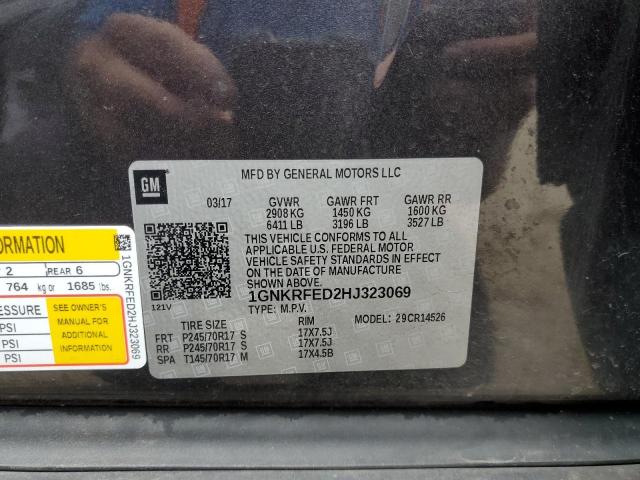 MFD BY GENERAL MOTORS LLC
GM
03/17 GVWR GAWR FRT GAWR RR
2908 KG 1450 KG 1600 KG
6411 LB 3196 LB 3527 LB
THIS VEHICLE CONFORMS TO ALL
APPLICABLE U.S. FEDERAL MOTOR
VEHICLE SAFETY STANDARDS IN EFFECT
ON THE DATE OF MANUFACTURE
SHOWN ABOVE.
1GNKRFED2HJ323069
121V
TYPE: M.P.V. 29CR14526
TIRE SIZE RIM
FRT P245/70R17 S 17X7.5J
RR P245/70R17 S 17X7.5J
SPA T145/70R17 M 17X4.5B
ORMATION
2 REAR 6
764 kg or 1685 lbs.
ESSURE
PSI
PSI
PSI
SEE OWNER'S
MANUAL FOR
ADDITIONAL
INFORMATION
1GNKRFED2HJ323069